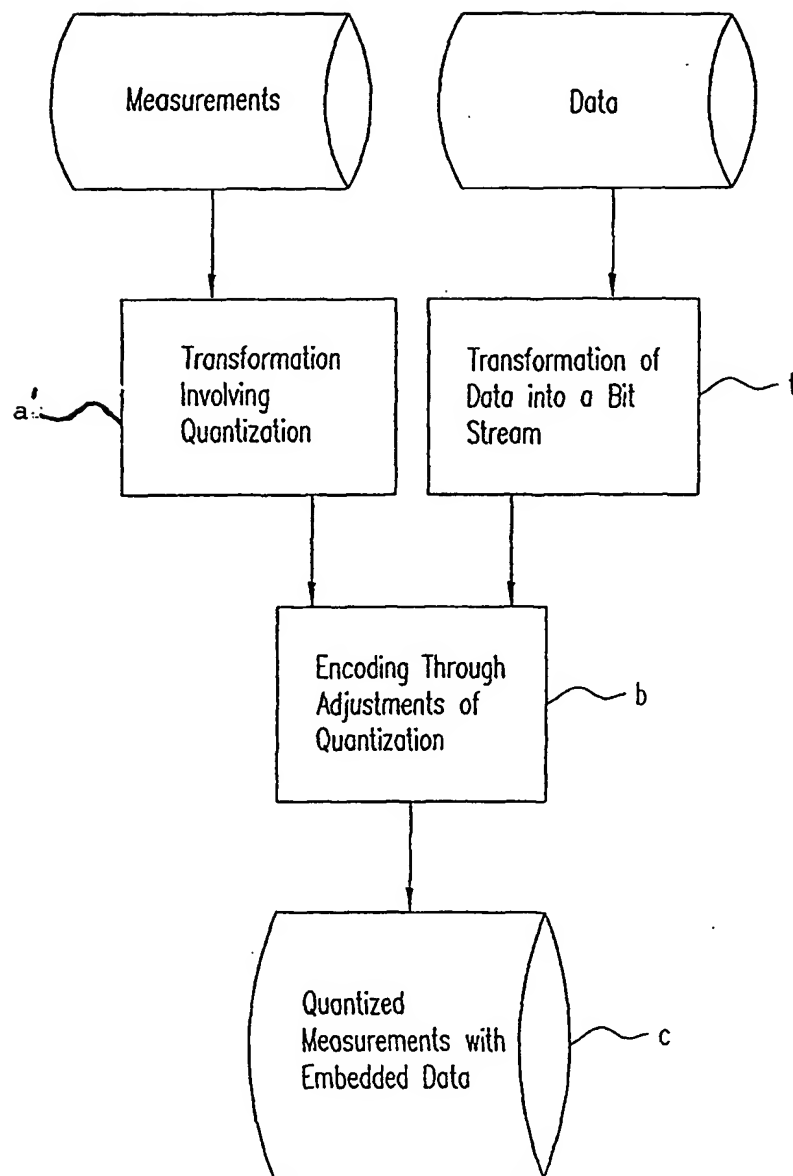 Measurements
Data
Transformation
Involving
Quantization
a'
Transformation of
Data into a Bit
Stream
f
Encoding Through
Adjustments of
Quantization
b
Quantized
Measurements with
Embedded Data
c